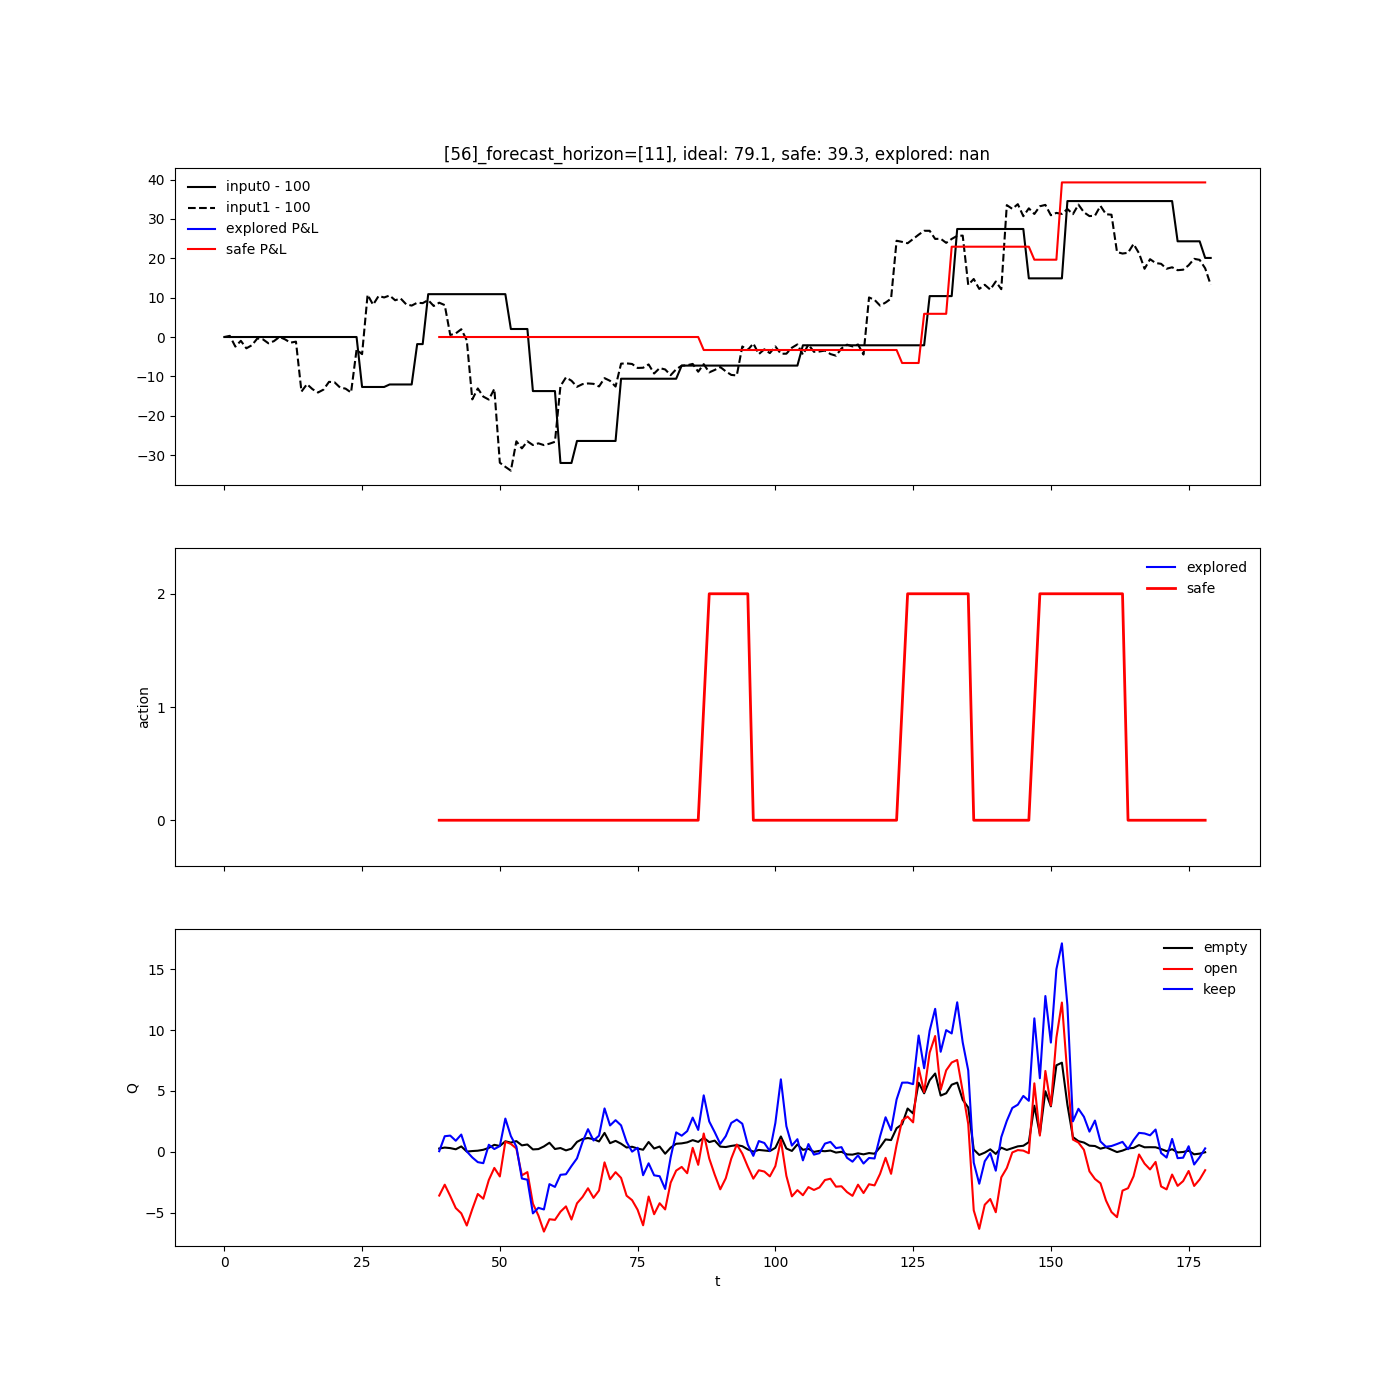 [56]_forecast_horizon=[11], ideal: 79.1, safe: 39.3, explored: nan
40
30
20
10
0
−10
−20
−30
input0 - 100
input1 - 100
explored P&L
safe P&L
2
1
0
action
explored
safe
15
10
5
0
−5
Q
empty
open
keep
0
25
50
75
100
125
150
175
t